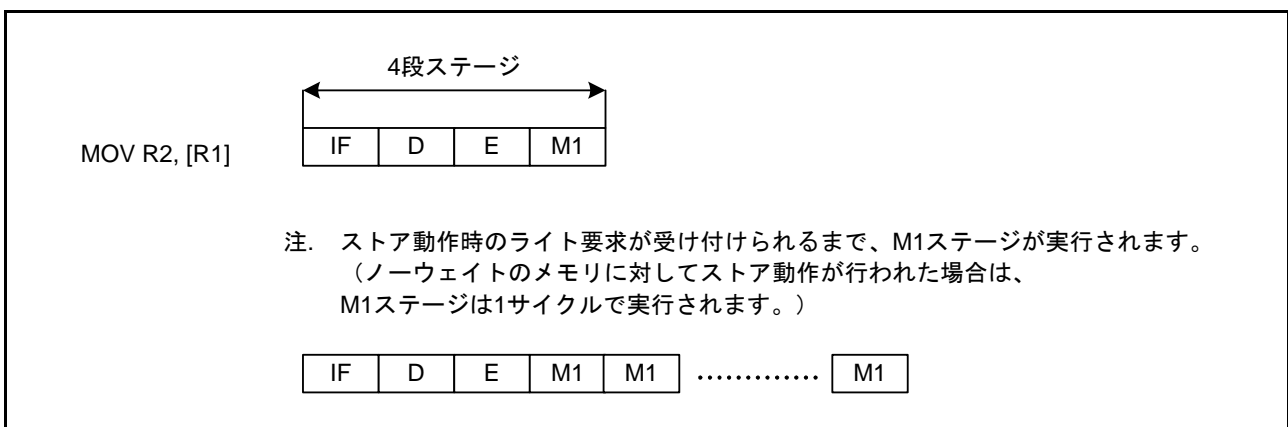 4段ステージ
MOV R2, [R1]
IF D E M1
注. ストア動作時のライト要求が受け付けられるまで、M1ステージが実行されます。
（ノーウェイトのメモリに対してストア動作が行われた場合は、
M1ステージは1サイクルで実行されます。）
IF D E M1 M1 ············· M1